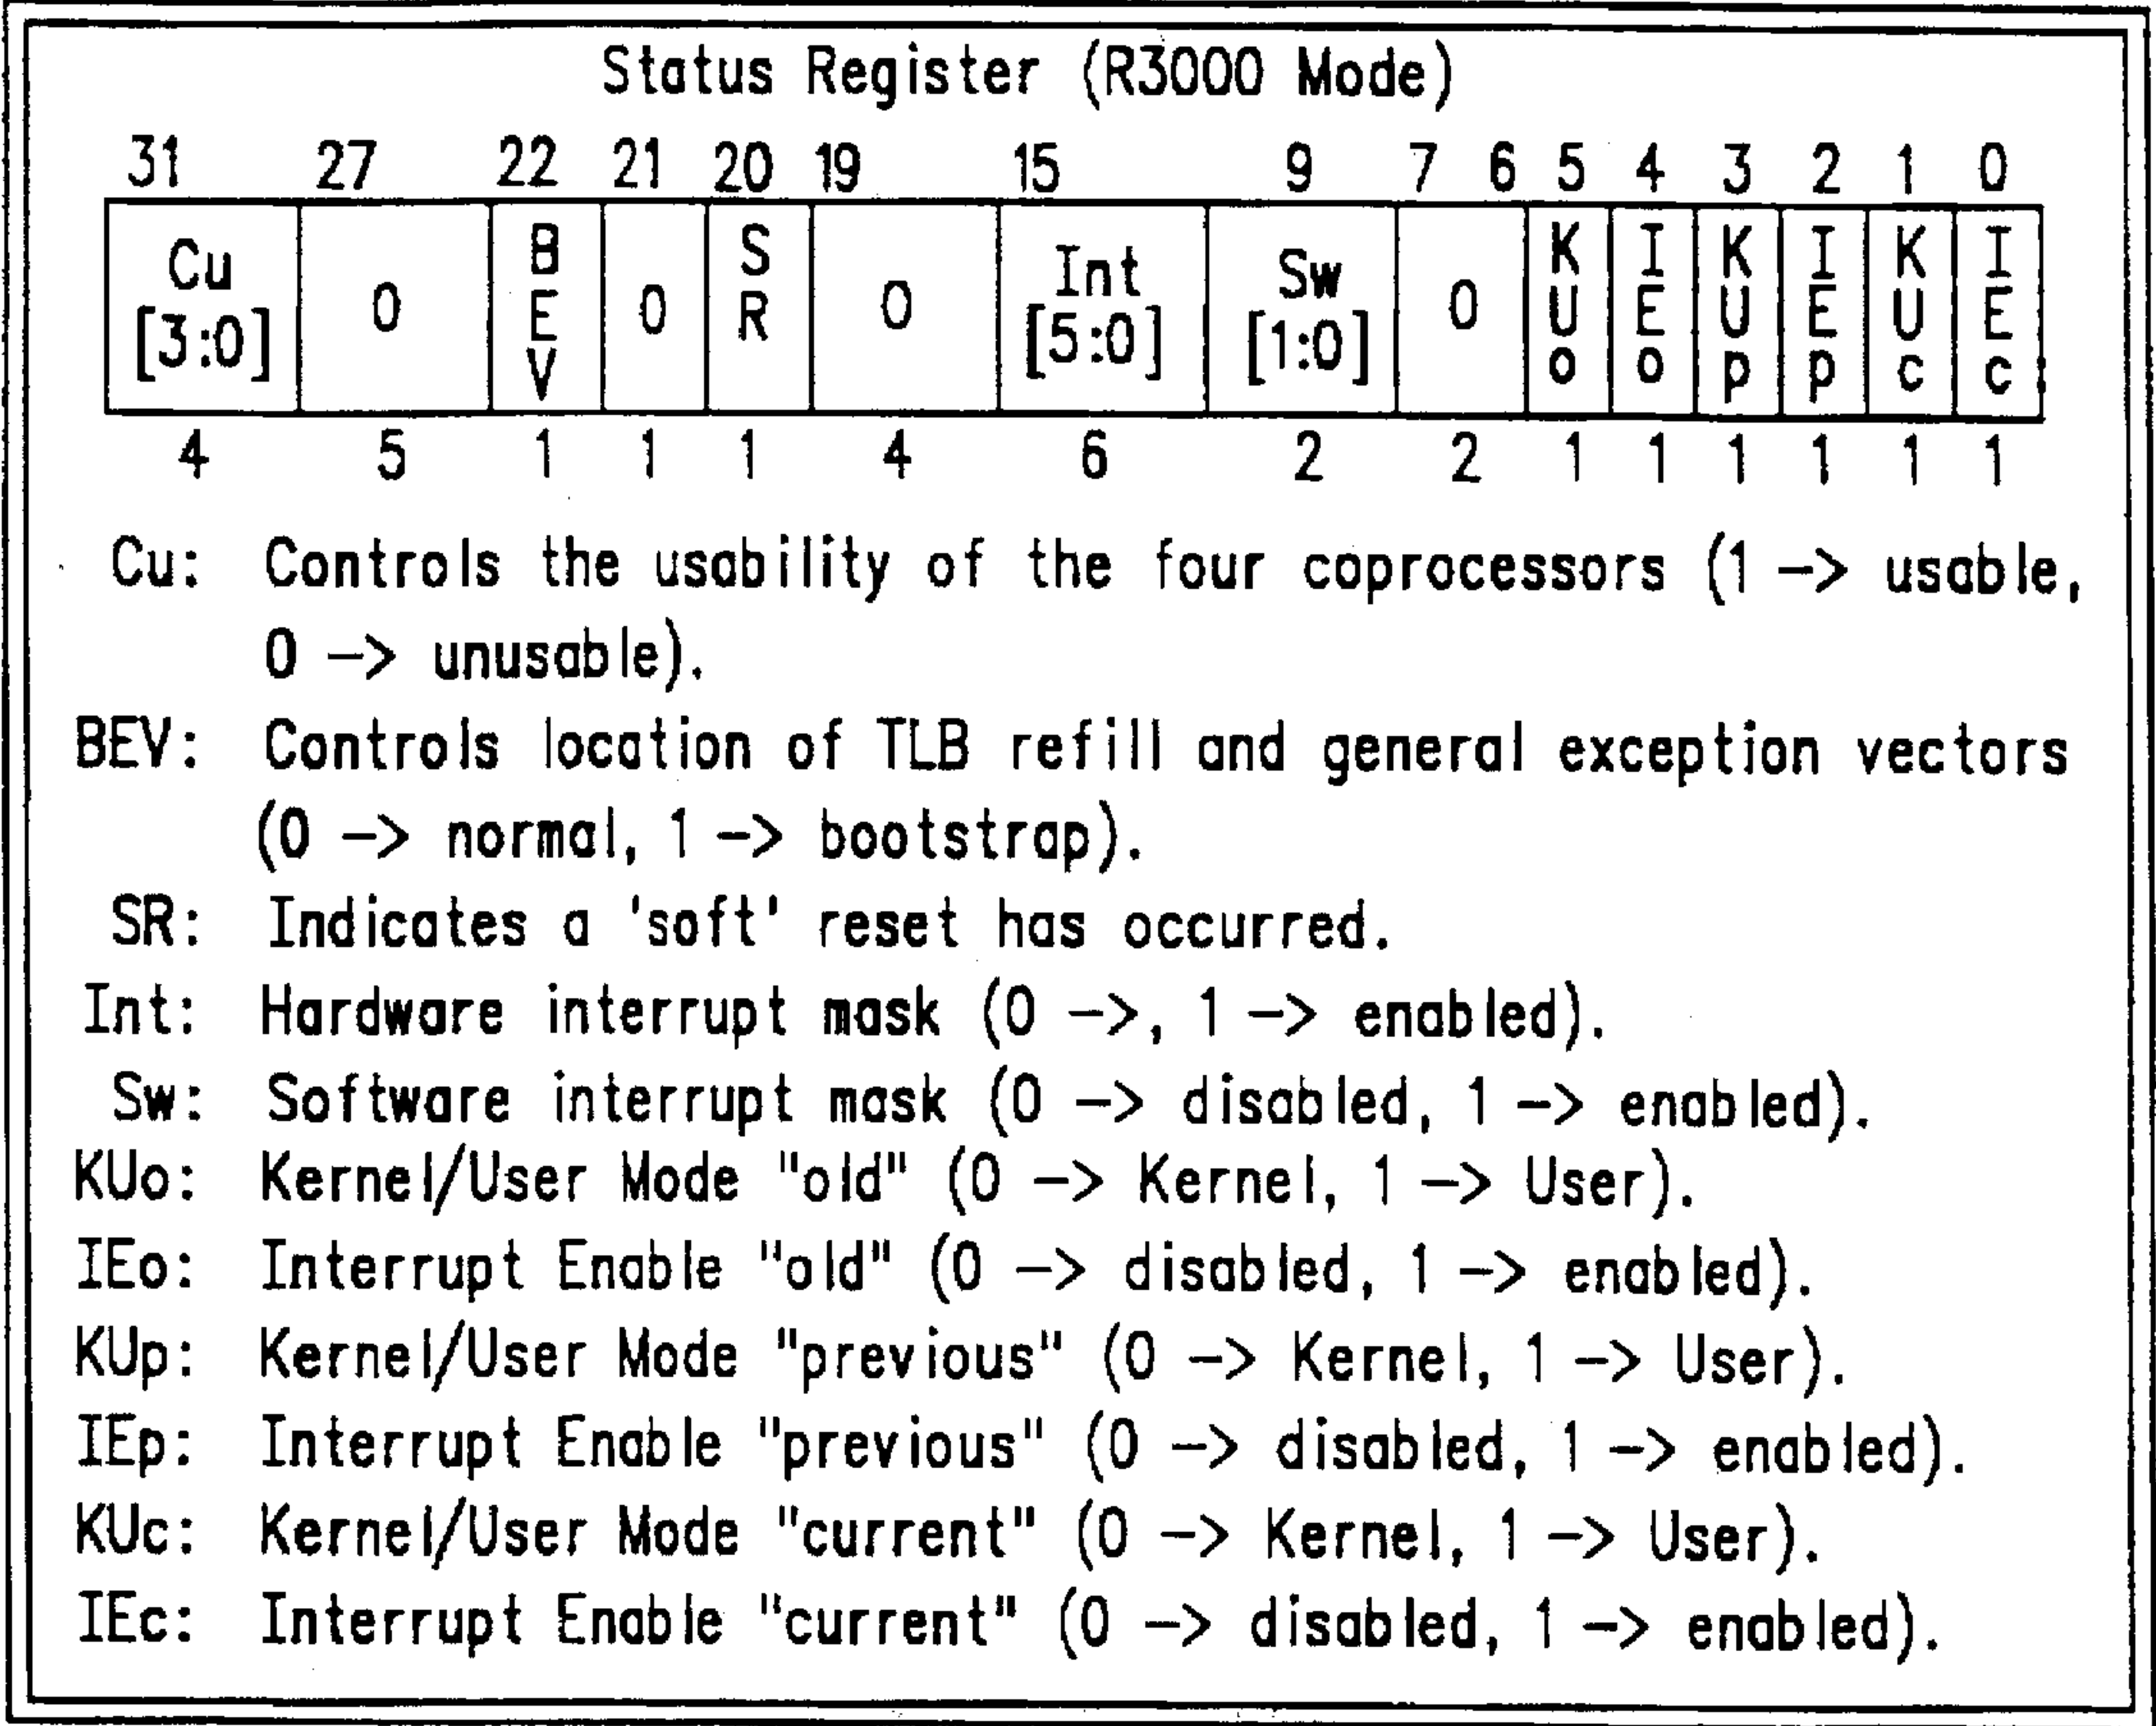 Status Register (R3000 Mode)
31 27 22 21 20 19 15 9 7 6 5 4 3 2 1 0
Cu [3:0] 0 BEV 0 SR 0 Int [5:0] Sw [1:0] 0 KUo IEo KUp IEp KUc IEc
4 5 1 1 1 4 6 2 2 1 1 1 1 1 1
Cu: Controls the usability of the four coprocessors (1 -> usable,
0 -> unusable).
BEV: Controls location of TLB refill and general exception vectors
(0 -> normal, 1 -> bootstrap).
SR: Indicates a 'soft' reset has occurred.
Int: Hardware interrupt mask (0 ->, 1 -> enabled).
Sw: Software interrupt mask (0 -> disabled, 1 -> enabled).
KUo: Kernel/User Mode "old" (0 -> Kernel, 1 -> User).
IEo: Interrupt Enable "old" (0 -> disabled, 1 -> enabled).
KUp: Kernel/User Mode "previous" (0 -> Kernel, 1 -> User).
IEp: Interrupt Enable "previous" (0 -> disabled, 1 -> enabled).
KUc: Kernel/User Mode "current" (0 -> Kernel, 1 -> User).
IEc: Interrupt Enable "current" (0 -> disabled, 1 -> enabled).